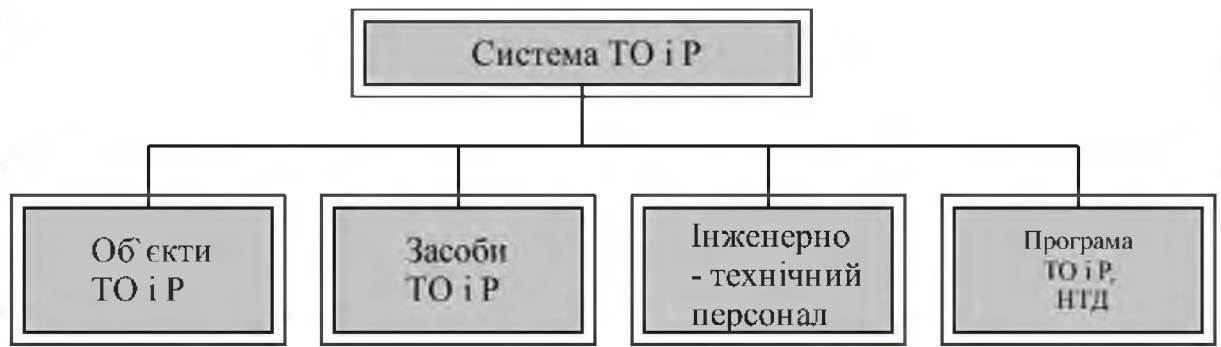 Система ТО і Р
Об`єкти
ТО і Р
Засоби
ТО і Р
Інженерно
- технічний
персонал
Програма
ТО і Р,
НТД